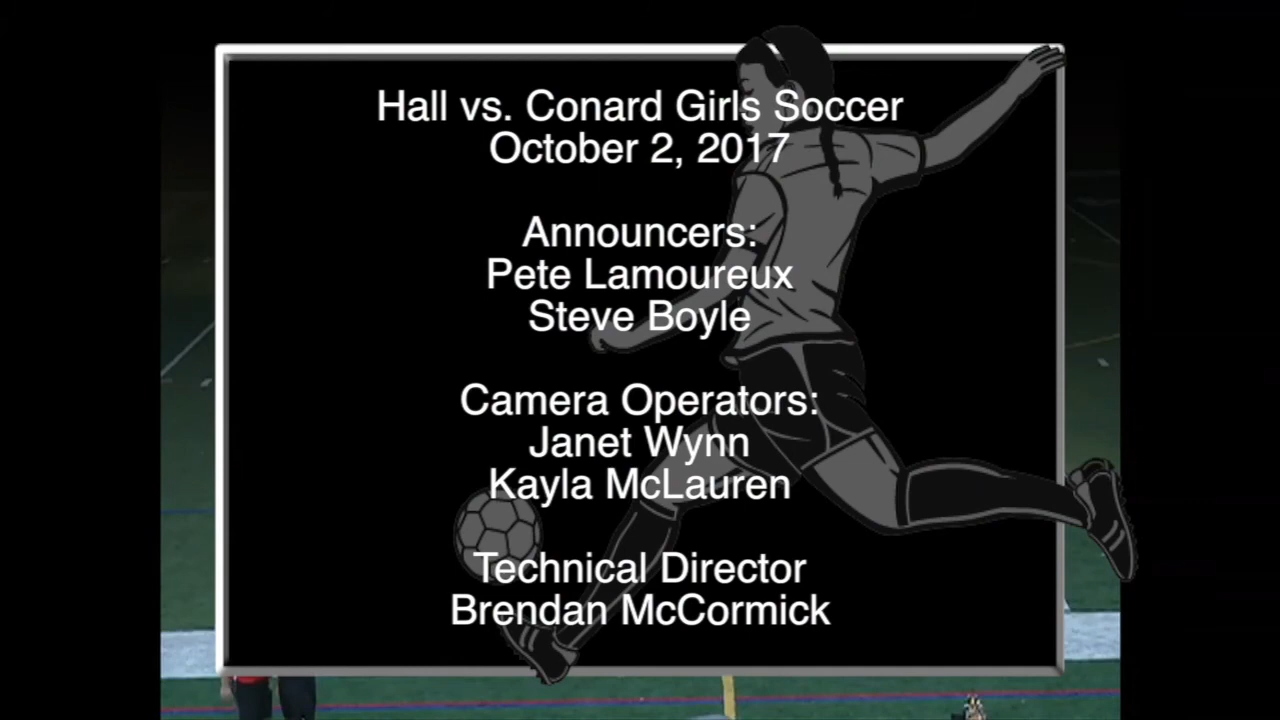 Hall vs. Conard Girls Soccer
October 2, 2017
Announcers:
Pete Lamoureux
Steve Boyle
Camera Operators:
Janet Wynn
Kayla McLauren
Technical Director
Brendan McCormick